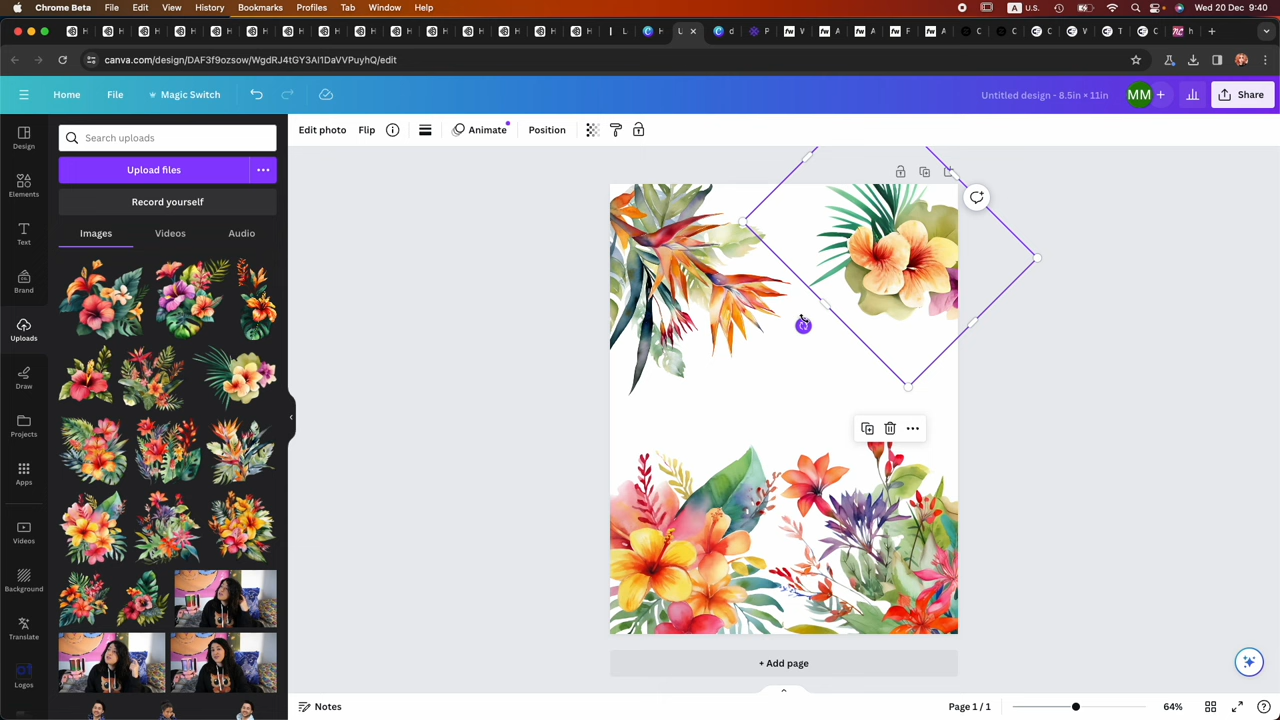 Chrome Beta File Edit View History Bookmarks Profiles Tab Window Help A U.S. Wed 20 Dec 9:40
canva.com/design/DAF3f9ozsow/WgdRJ4tGY3Al1DaVVPuyhQ/edit
Home File Magic Switch Untitled design - 8.5in × 11in MM + Share
Edit photo Flip Animate Position
Design
Elements
Text
Brand
Uploads
Draw
Projects
Apps
Videos
Background
Translate
Logos
Search uploads
Upload files
Record yourself
Images Videos Audio
+ Add page
Notes Page 1 / 1 64%